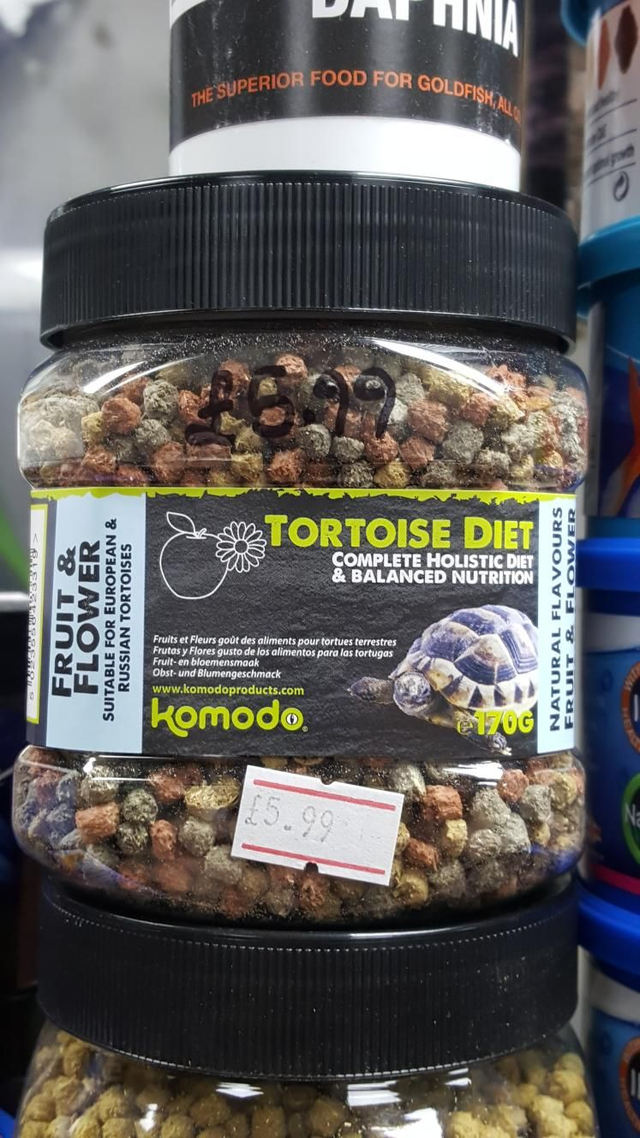 DAPHNIA
THE SUPERIOR FOOD FOR GOLDFISH, ALL
£5.99
FRUIT &
FLOWER
SUITABLE FOR EUROPEAN &
RUSSIAN TORTOISES
TORTOISE DIET
COMPLETE HOLISTIC DIET
& BALANCED NUTRITION
Fruits et Fleurs goût des aliments pour tortues terrestres
Frutas y Flores gusto de los alimentos para las tortugas
Fruit- en bloemensmaak
Obst- und Blumengeschmack
www.komodoproducts.com
komodo
℮170G
NATURAL FLAVOURS
FRUIT & FLOWER
£5.99